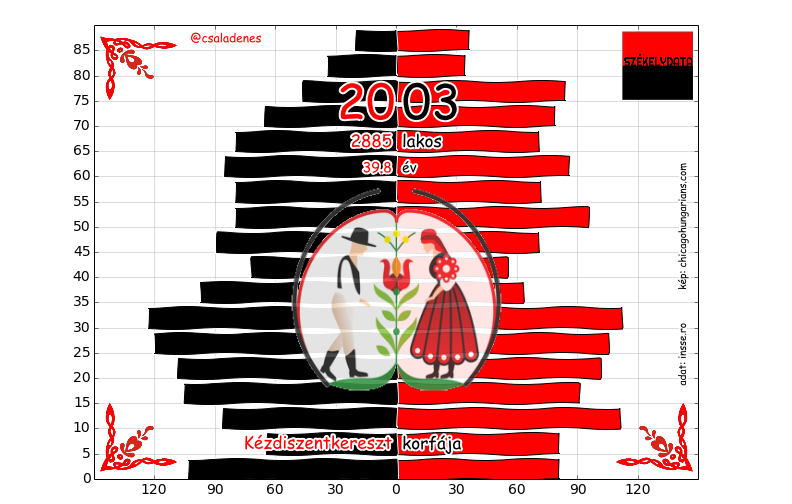 @csaladenes
SZÉKELYDATA
2003
2885 lakos
39.8 év
Kézdiszentkereszt korfája
kép: chicagohungarians.com
adat: insse.ro
85
80
75
70
65
60
55
50
45
40
35
30
25
20
15
10
5
0
120 90 60 30 0 30 60 90 120